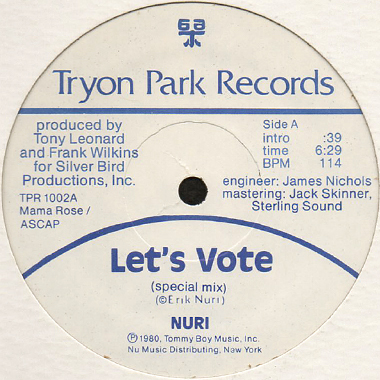 Tryon Park Records
produced by
Tony Leonard
and Frank Wilkins
for Silver Bird
Productions, Inc.
TPR 1002A
Mama Rose /
ASCAP
Side A
intro :39
time 6:29
BPM 114
engineer: James Nichols
mastering: Jack Skinner,
Sterling Sound
Let's Vote
(special mix)
(©Erik Nuri)
NURI
Ⓟ1980, Tommy Boy Music, Inc.
Nu Music Distributing, New York